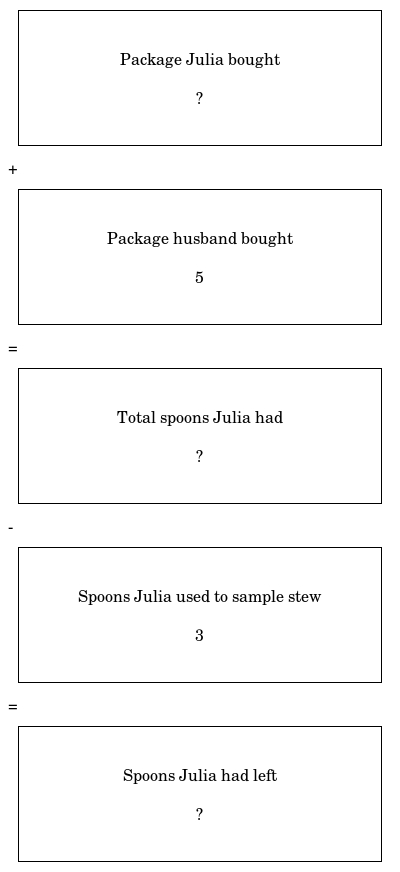 Package Julia bought
?
+
Package husband bought
5
=
Total spoons Julia had
?
-
Spoons Julia used to sample stew
3
=
Spoons Julia had left
?